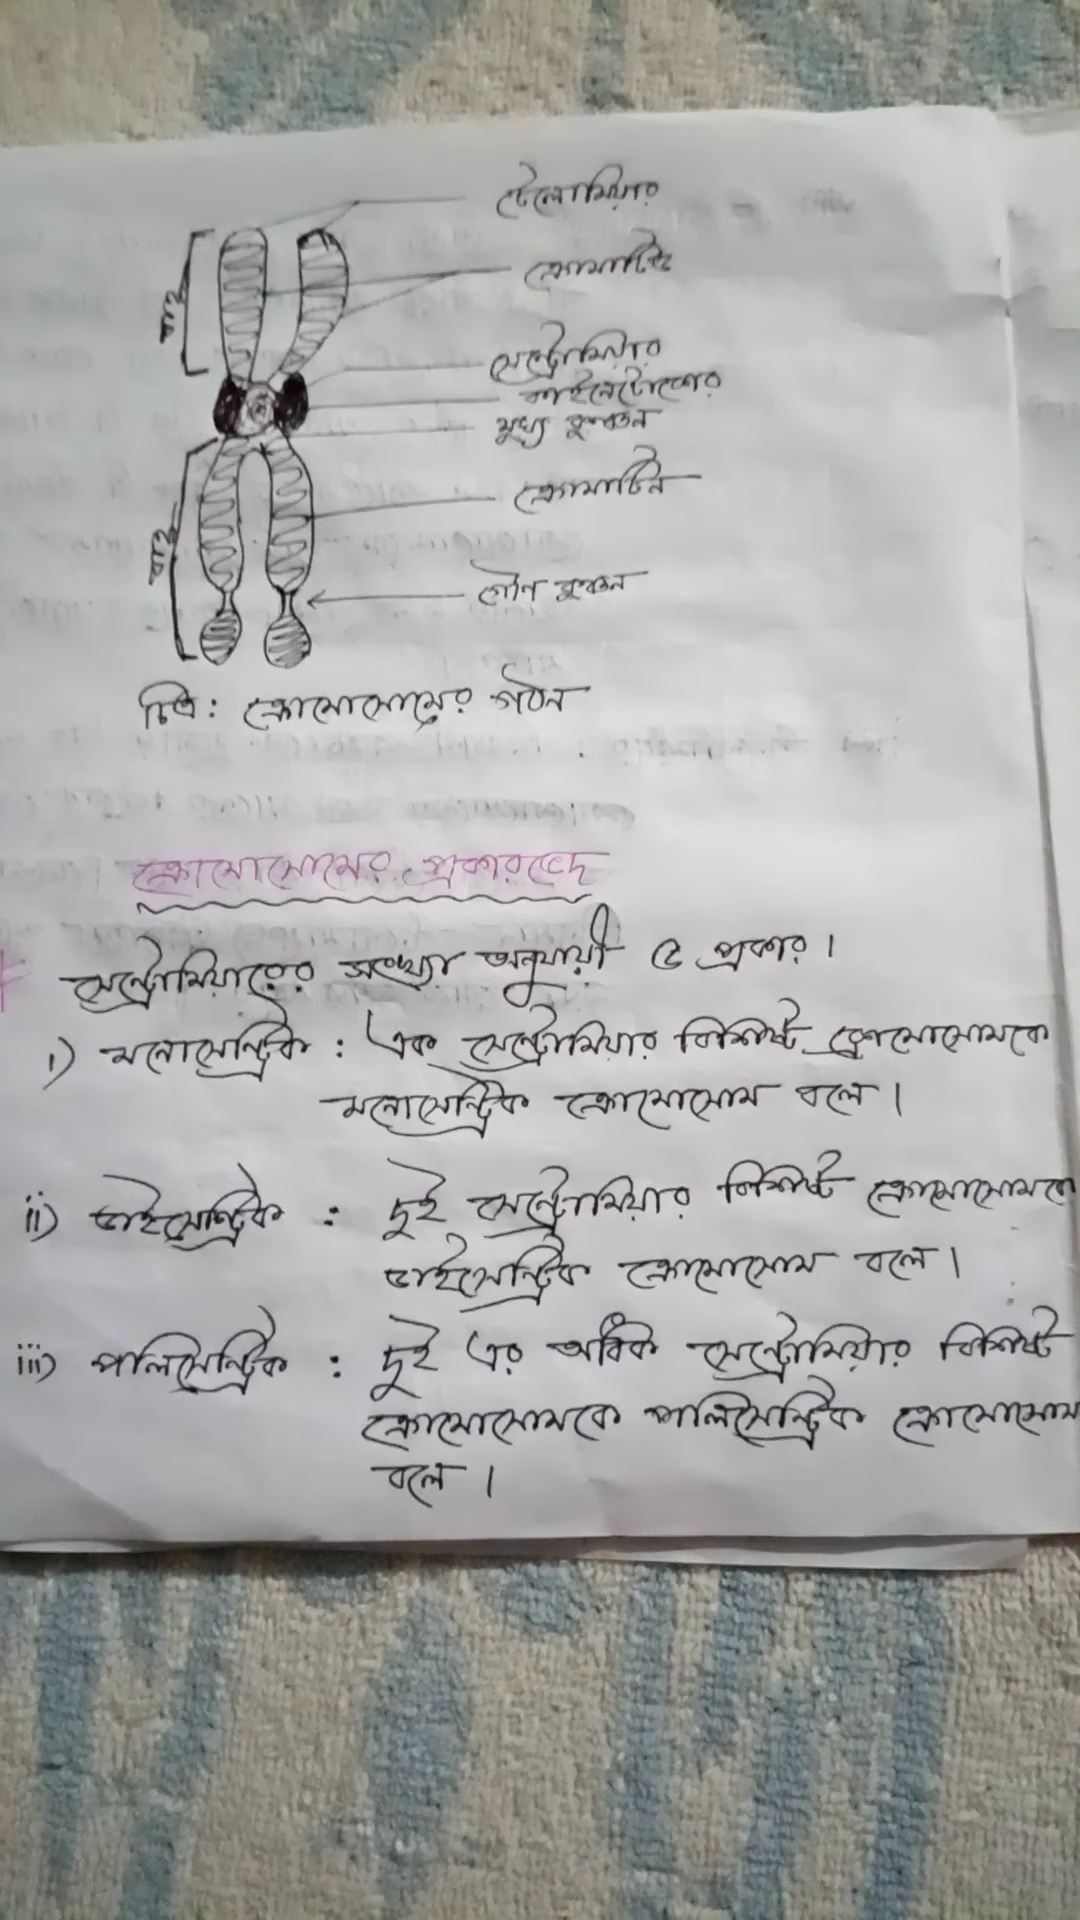 টেলোমিয়ার
ক্রোমাটিড
বাহু
সেন্ট্রোমিয়ার
কাইনেটোকোর
মুখ্য কুঞ্চন
ক্রোমাটিন
বাহু
গৌণ কুঞ্চন
চিত্র : ক্রোমোসোমের গঠন
ক্রোমোসোমের প্রকারভেদ
সেন্ট্রোমিয়ারের সংখ্যা অনুযায়ী ৫ প্রকার।
i) মনোসেন্ট্রিক : এক সেন্ট্রোমিয়ার বিশিষ্ট ক্রোমোসোমকে
মনোসেন্ট্রিক ক্রোমোসোম বলে।
ii) ডাইসেন্ট্রিক : দুই সেন্ট্রোমিয়ার বিশিষ্ট ক্রোমোসোমকে
ডাইসেন্ট্রিক ক্রোমোসোম বলে।
iii) পলিসেন্ট্রিক : দুই এর অধিক সেন্ট্রোমিয়ার বিশিষ্ট
ক্রোমোসোমকে পলিসেন্ট্রিক ক্রোমোসোম
বলে।